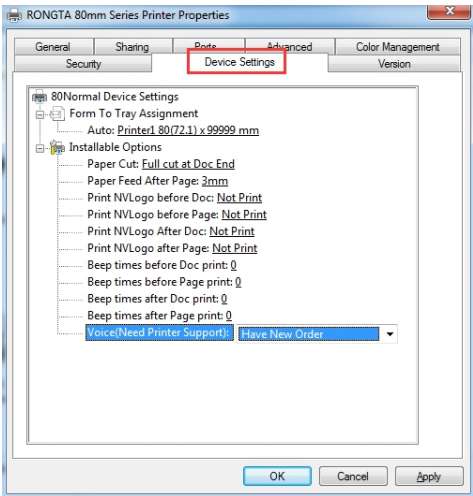 RONGTA 80mm Series Printer Properties
General Sharing Ports Advanced Color Management
Security Device Settings Version
80Normal Device Settings
Form To Tray Assignment
Auto: Printer1 80(72.1) x 99999 mm
Installable Options
Paper Cut: Full cut at Doc End
Paper Feed After Page: 3mm
Print NVLogo before Doc: Not Print
Print NVLogo before Page: Not Print
Print NVLogo After Doc: Not Print
Print NVLogo after Page: Not Print
Beep times before Doc print: 0
Beep times before Page print: 0
Beep times after Doc print: 0
Beep times after Page print: 0
Voice(Need Printer Support): Have New Order
OK Cancel Apply